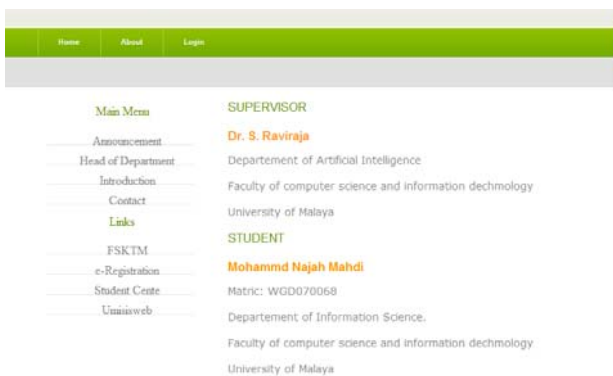 Home About Login
Main Menu
Announcement
Head of Department
Introduction
Contact
Links
FSKTM
e-Registration
Student Cente
Umisisweb
SUPERVISOR
Dr. S. Raviraja
Departement of Artificial Intelligence
Faculty of computer science and information dechmology
University of Malaya
STUDENT
Mohammd Najah Mahdi
Matric: WGD070068
Departement of Information Science.
Faculty of computer science and information dechmology
University of Malaya